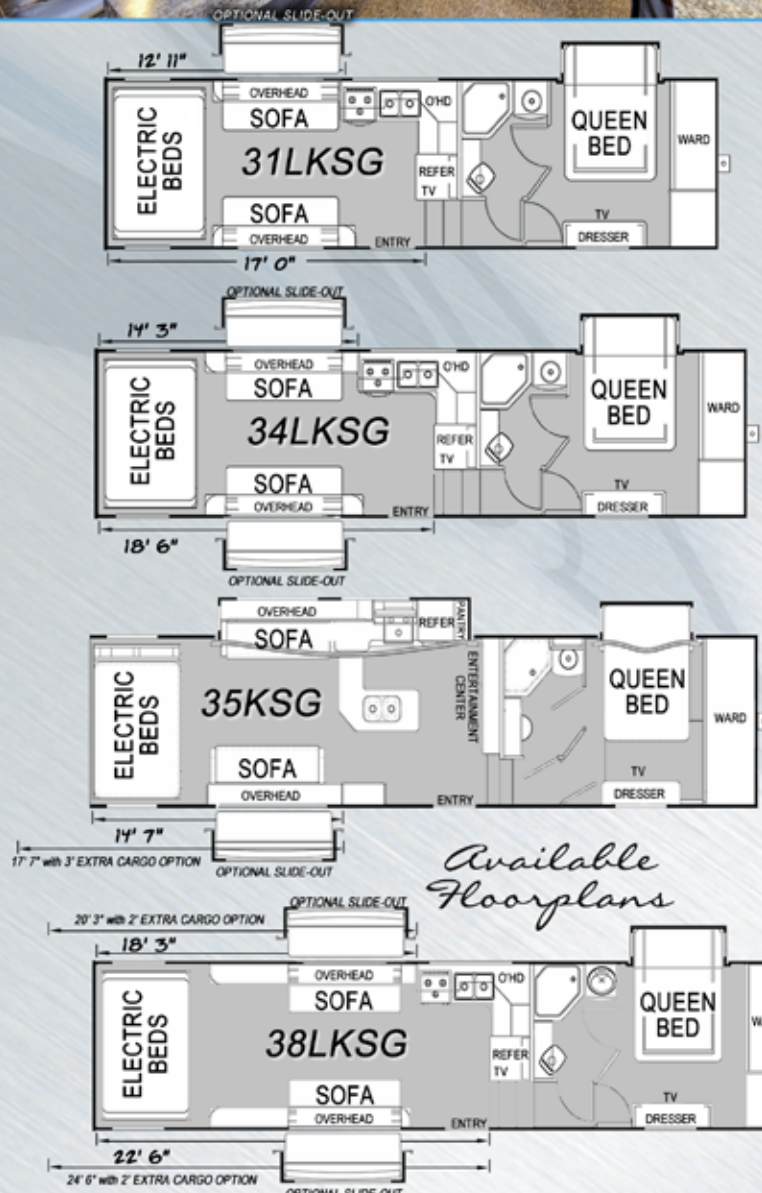 OPTIONAL SLIDE-OUT
12' 11"
OVERHEAD
SOFA
O'HD
ELECTRIC
BEDS
31LKSG
REFER
TV
QUEEN
BED
WARD
SOFA
OVERHEAD
ENTRY
TV
DRESSER
17' 0"
OPTIONAL SLIDE-OUT
14' 3"
OVERHEAD
SOFA
O'HD
ELECTRIC
BEDS
34LKSG
REFER
TV
QUEEN
BED
WARD
SOFA
OVERHEAD
ENTRY
TV
DRESSER
18' 6"
OPTIONAL SLIDE-OUT
OVERHEAD
SOFA
REFER
PANTRY
ELECTRIC
BEDS
35KSG
ENTERTAINMENT
CENTER
QUEEN
BED
WARD
SOFA
OVERHEAD
ENTRY
TV
DRESSER
14' 7"
17' 7" with 3' EXTRA CARGO OPTION
OPTIONAL SLIDE-OUT
Available
Floorplans
OPTIONAL SLIDE-OUT
20' 3" with 2' EXTRA CARGO OPTION
18' 3"
OVERHEAD
SOFA
O'HD
ELECTRIC
BEDS
38LKSG
REFER
TV
QUEEN
BED
SOFA
OVERHEAD
ENTRY
TV
DRESSER
22' 6"
24' 6" with 2' EXTRA CARGO OPTION
OPTIONAL SLIDE-OUT